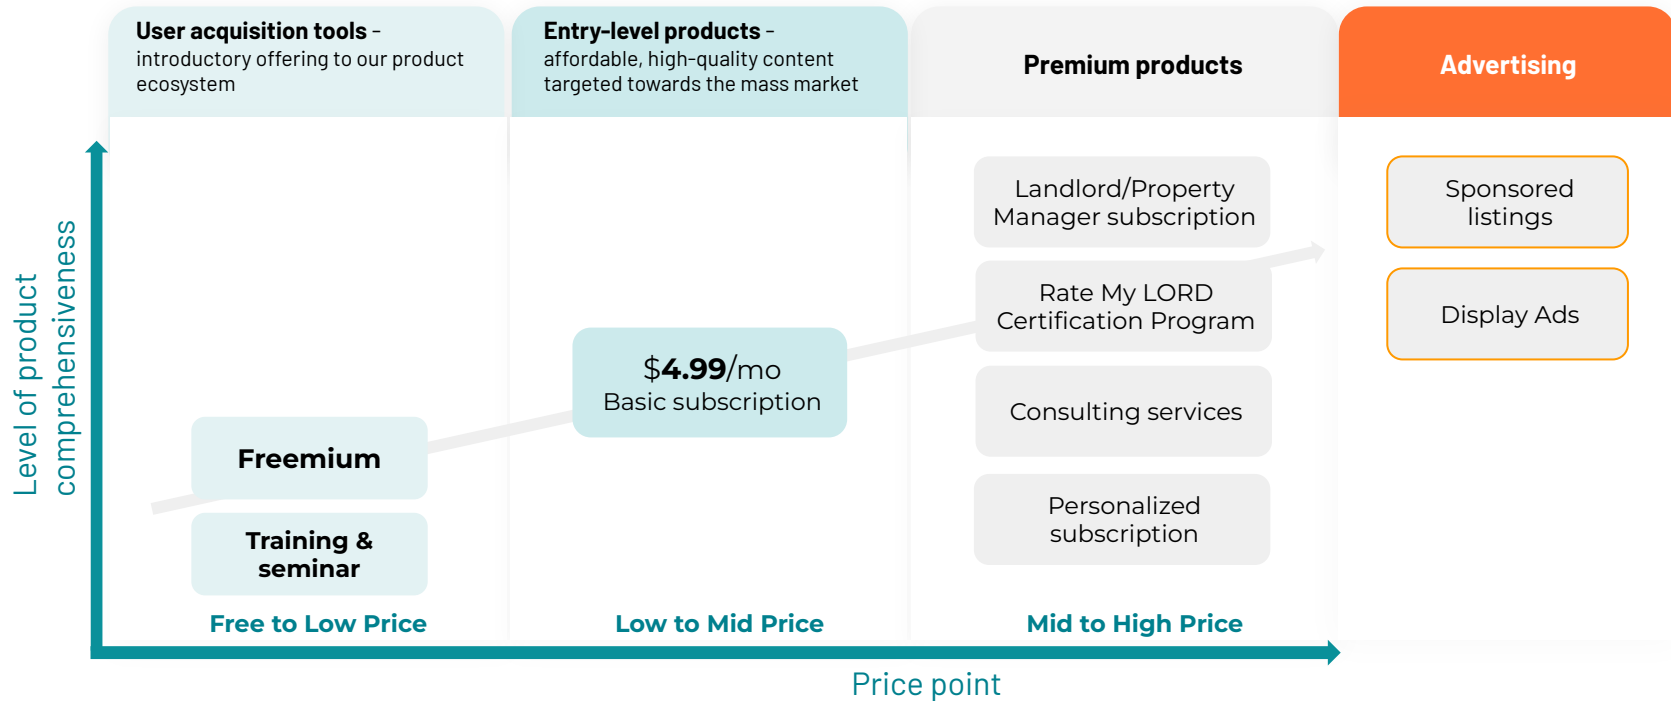 User acquisition tools -
introductory offering to our product
ecosystem
Entry-level products -
affordable, high-quality content
targeted towards the mass market
Premium products
Advertising
Level of product
comprehensiveness
Freemium
Training &
seminar
Free to Low Price
$4.99/mo
Basic subscription
Low to Mid Price
Landlord/Property
Manager subscription
Rate My LORD
Certification Program
Consulting services
Personalized
subscription
Mid to High Price
Sponsored
listings
Display Ads
Price point